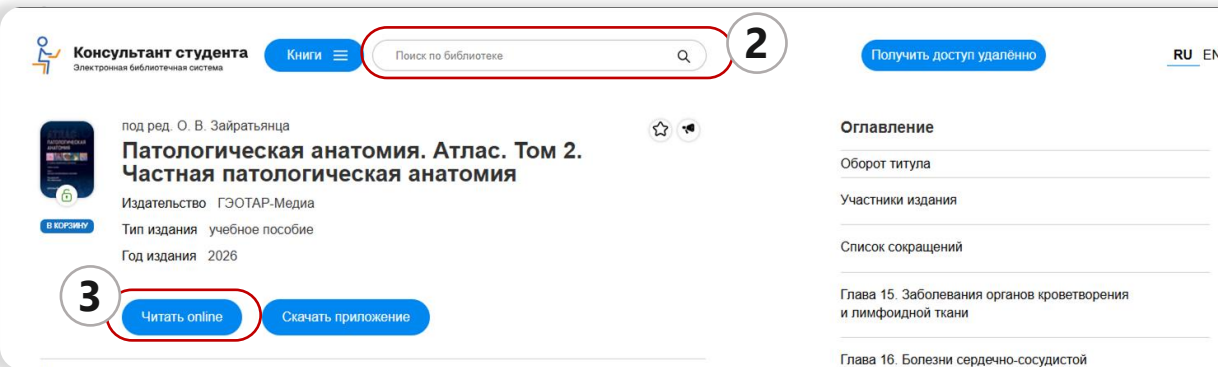 Консультант студента
Электронная библиотечная система
Книги
Поиск по библиотеке
2
Получить доступ удалённо
RU EN
под ред. О. В. Зайратьянца
Патологическая анатомия. Атлас. Том 2.
Частная патологическая анатомия
Издательство ГЭОТАР-Медиа
В КОРЗИНУ
Тип издания учебное пособие
Год издания 2026
3
Читать online
Скачать приложение
Оглавление
Оборот титула
Участники издания
Список сокращений
Глава 15. Заболевания органов кроветворения
и лимфоидной ткани
Глава 16. Болезни сердечно-сосудистой